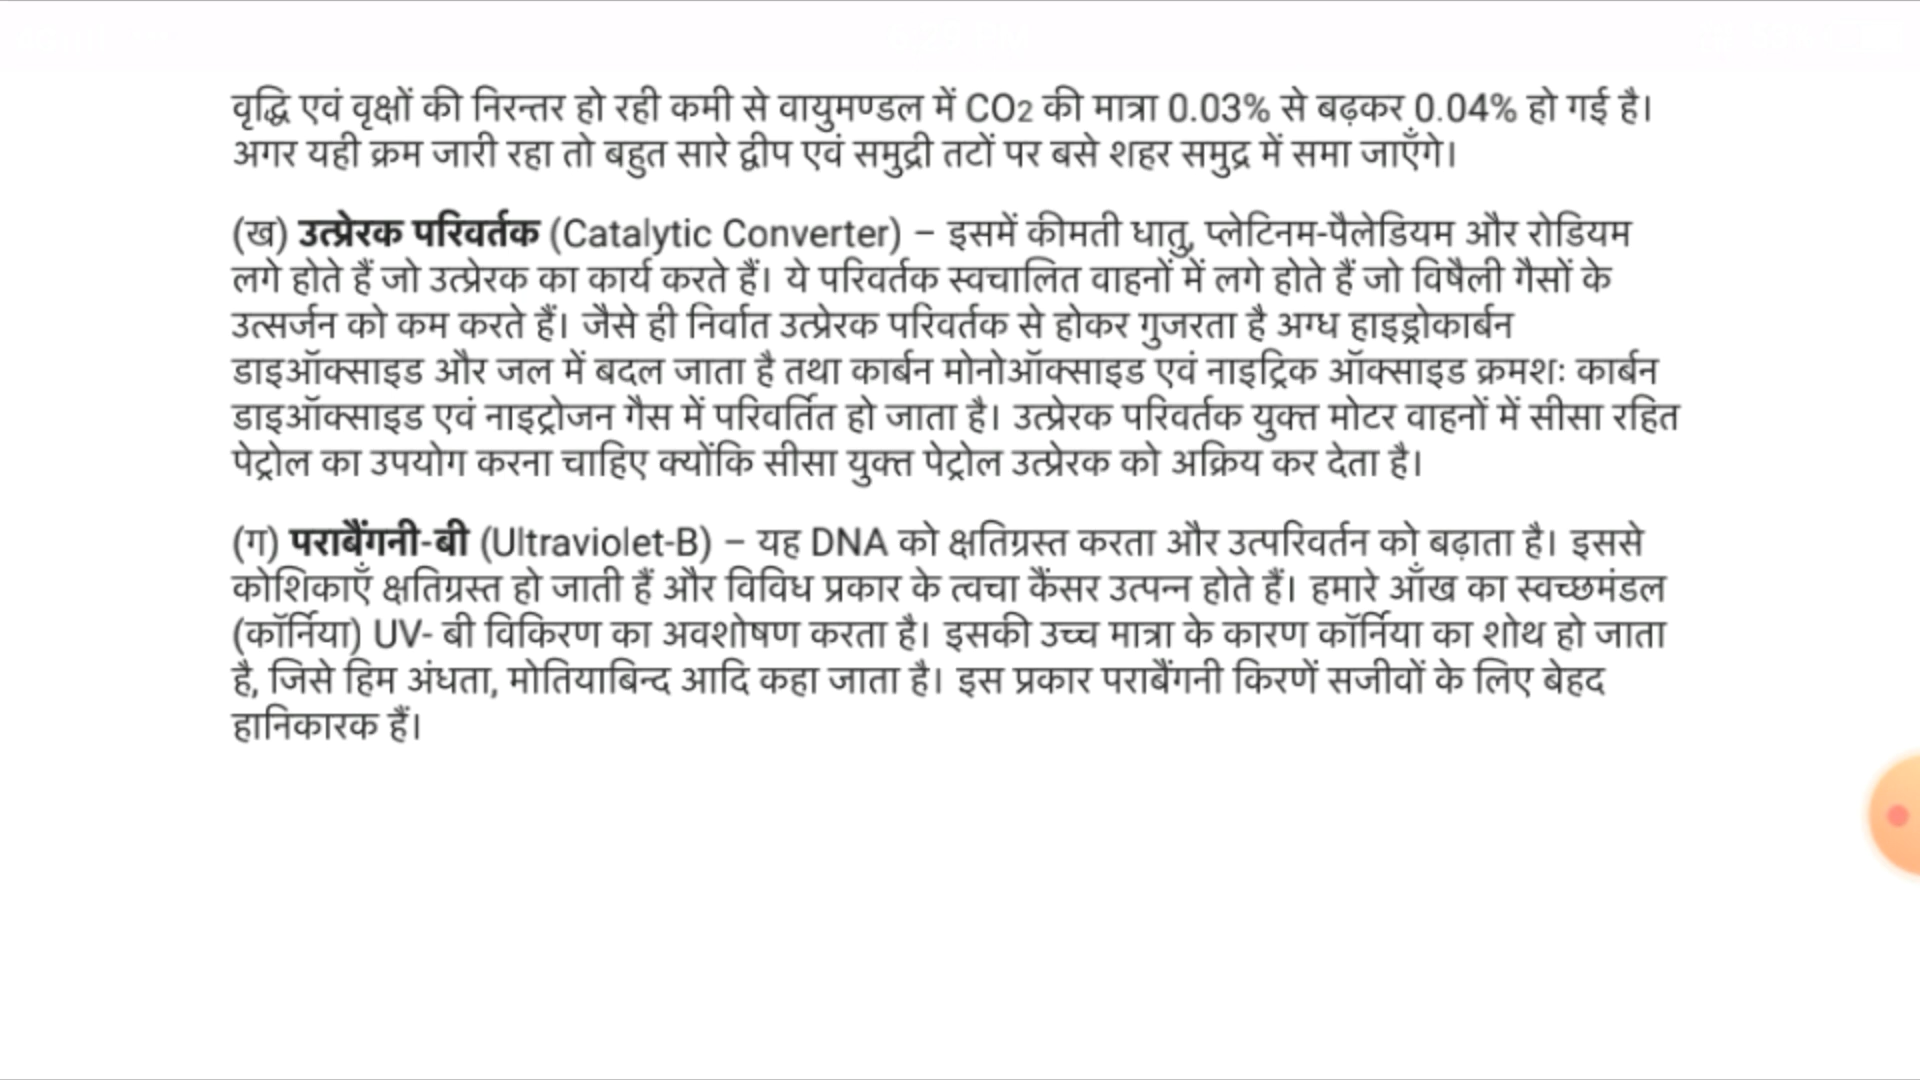 वृद्धि एवं वृक्षों की निरन्तर हो रही कमी से वायुमण्डल में CO2 की मात्रा 0.03% से बढ़कर 0.04% हो गई है।
अगर यही क्रम जारी रहा तो बहुत सारे द्वीप एवं समुद्री तटों पर बसे शहर समुद्र में समा जाएँगे।
(ख) उत्प्रेरक परिवर्तक (Catalytic Converter) – इसमें कीमती धातु, प्लेटिनम-पैलेडियम और रोडियम
लगे होते हैं जो उत्प्रेरक का कार्य करते हैं। ये परिवर्तक स्वचालित वाहनों में लगे होते हैं जो विषैली गैसों के
उत्सर्जन को कम करते हैं। जैसे ही निर्वात उत्प्रेरक परिवर्तक से होकर गुजरता है अग्ध हाइड्रोकार्बन
डाइऑक्साइड और जल में बदल जाता है तथा कार्बन मोनोऑक्साइड एवं नाइट्रिक ऑक्साइड क्रमशः कार्बन
डाइऑक्साइड एवं नाइट्रोजन गैस में परिवर्तित हो जाता है। उत्प्रेरक परिवर्तक युक्त मोटर वाहनों में सीसा रहित
पेट्रोल का उपयोग करना चाहिए क्योंकि सीसा युक्त पेट्रोल उत्प्रेरक को अक्रिय कर देता है।
(ग) पराबैंगनी-बी (Ultraviolet-B) – यह DNA को क्षतिग्रस्त करता और उत्परिवर्तन को बढ़ाता है। इससे
कोशिकाएँ क्षतिग्रस्त हो जाती हैं और विविध प्रकार के त्वचा कैंसर उत्पन्न होते हैं। हमारे आँख का स्वच्छमंडल
(कॉर्निया) UV- बी विकिरण का अवशोषण करता है। इसकी उच्च मात्रा के कारण कॉर्निया का शोथ हो जाता
है, जिसे हिम अंधता, मोतियाबिन्द आदि कहा जाता है। इस प्रकार पराबैंगनी किरणें सजीवों के लिए बेहद
हानिकारक हैं।